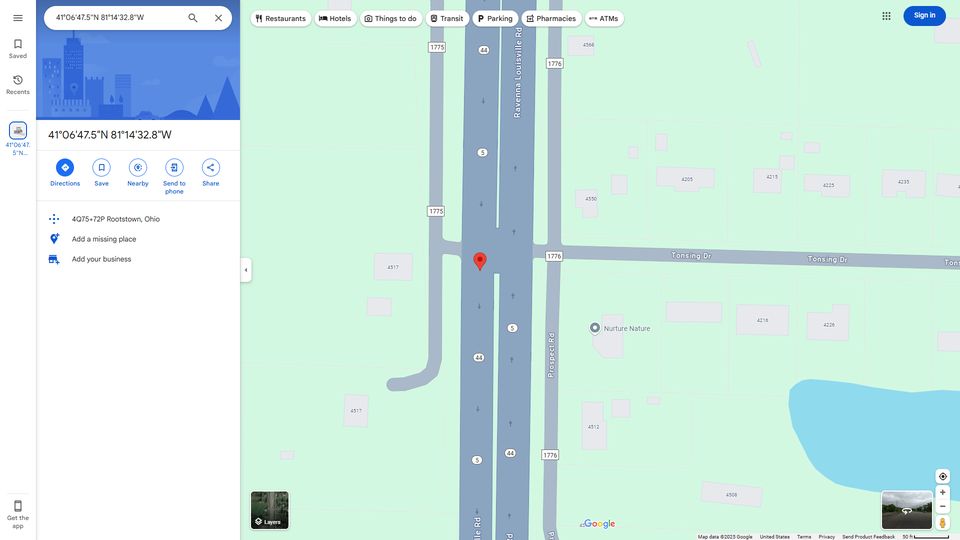 41°06'47.5"N 81°14'32.8"W
Restaurants
Hotels
Things to do
Transit
Parking
Pharmacies
ATMs
Sign in
Saved
Recents
41°06'47.
5"N...
41°06'47.5"N 81°14'32.8"W
Directions
Save
Nearby
Send to
phone
Share
4Q75+72P Rootstown, Ohio
Add a missing place
Add your business
Get the
app
Layers
1775
44
Ravenna Louisville Rd
1776
4566
5
4205
4215
4225
4235
4550
1775
4517
1776
Tonsing Dr
Tonsing Dr
Tons
5
Nurture Nature
4216
4226
44
Prospect Rd
4517
4512
5
44
1776
4508
le Rd
d
d
Google
Map data ©2025 Google
United States
Terms
Privacy
Send Product Feedback
50 ft